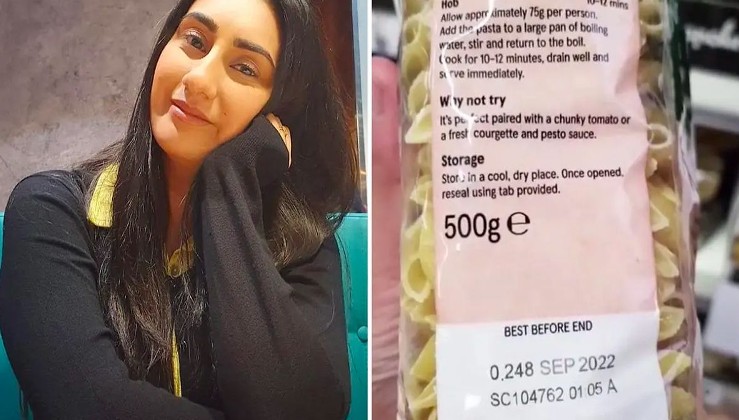 Hob
10-12 mins
Allow approximately 75g per person.
Add the pasta to a large pan of boiling
water, stir and return to the boil.
Cook for 10-12 minutes, drain well and
serve immediately.
Why not try
It's perfect paired with a chunky tomato or
a fresh courgette and pesto sauce.
Storage
Store in a cool, dry place. Once opened,
reseal using tab provided.
500g ℮
BEST BEFORE END
0.248 SEP 2022
SC104762 01:05 A